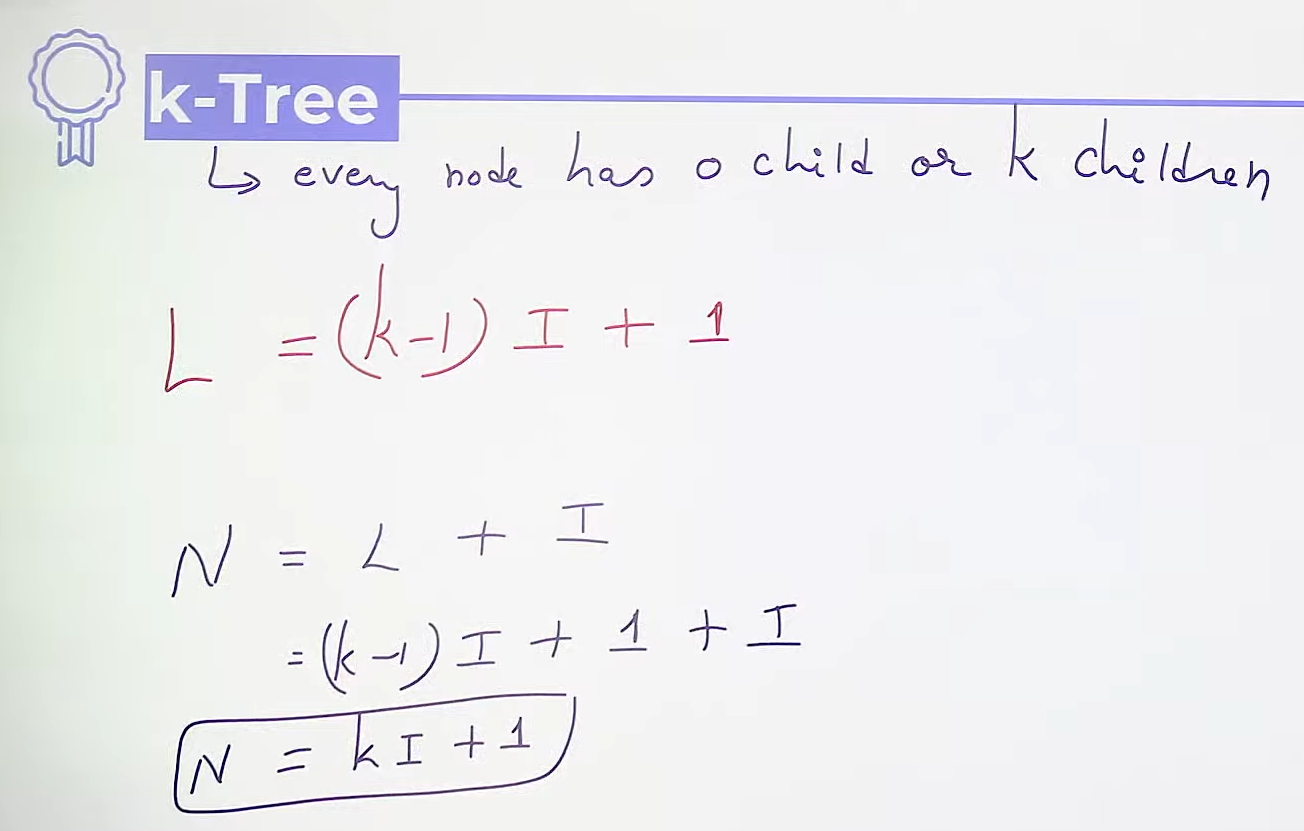 k-Tree
↳ every node has 0 child or k children
L = (k-1) I + 1
N = L + I
= (k-1) I + 1 + I
N = kI + 1